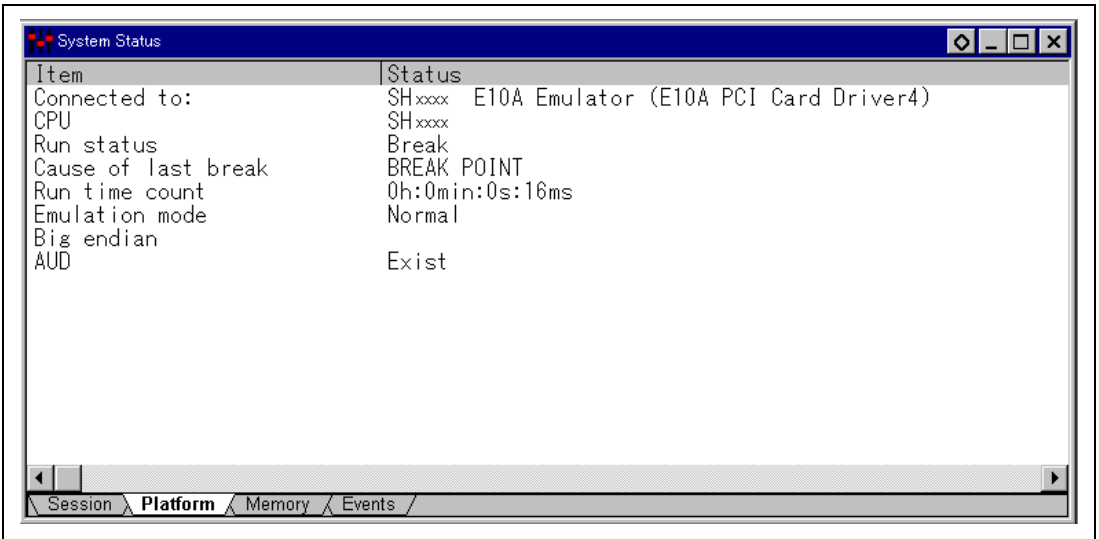 System Status
Item Status
Connected to: SHxxxx E10A Emulator (E10A PCI Card Driver4)
CPU SHxxxx
Run status Break
Cause of last break BREAK POINT
Run time count 0h:0min:0s:16ms
Emulation mode Normal
Big endian
AUD Exist
Session Platform Memory Events